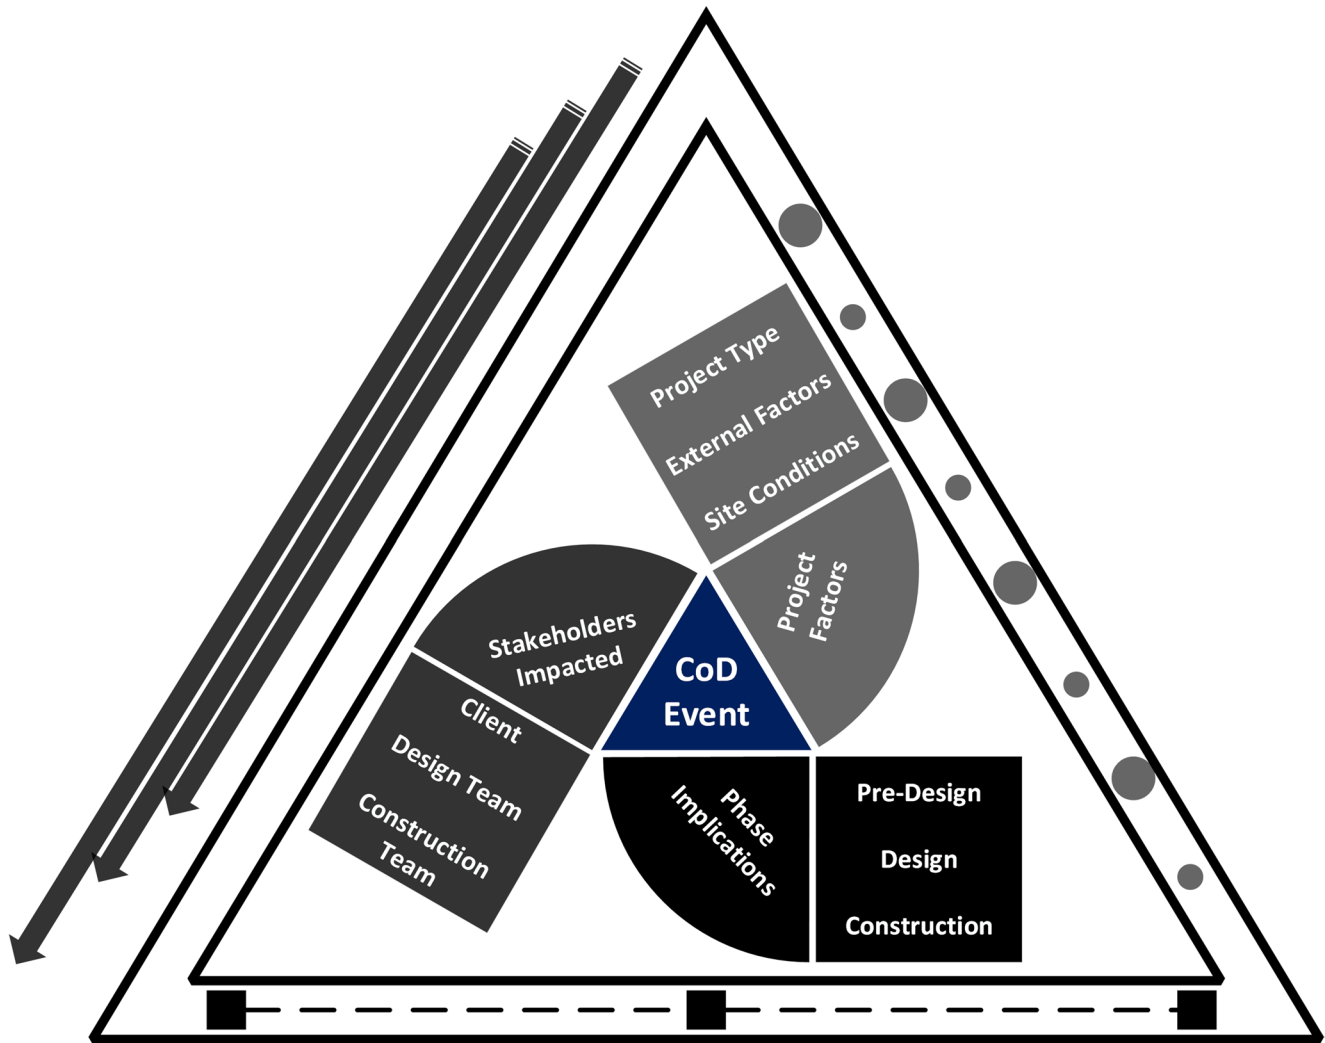 Project Type
External Factors
Site Conditions
Project
Factors
Stakeholders
Impacted
Client
Design Team
Construction
Team
CoD
Event
Phase
Implications
Pre-Design
Design
Construction